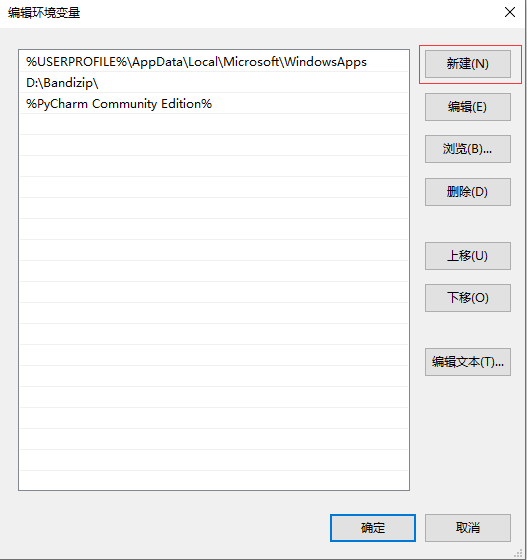 编辑环境变量
%USERPROFILE%\AppData\Local\Microsoft\WindowsApps
D:\Bandizip\
%PyCharm Community Edition%
新建(N)
编辑(E)
浏览(B)...
删除(D)
上移(U)
下移(O)
编辑文本(T)...
确定
取消